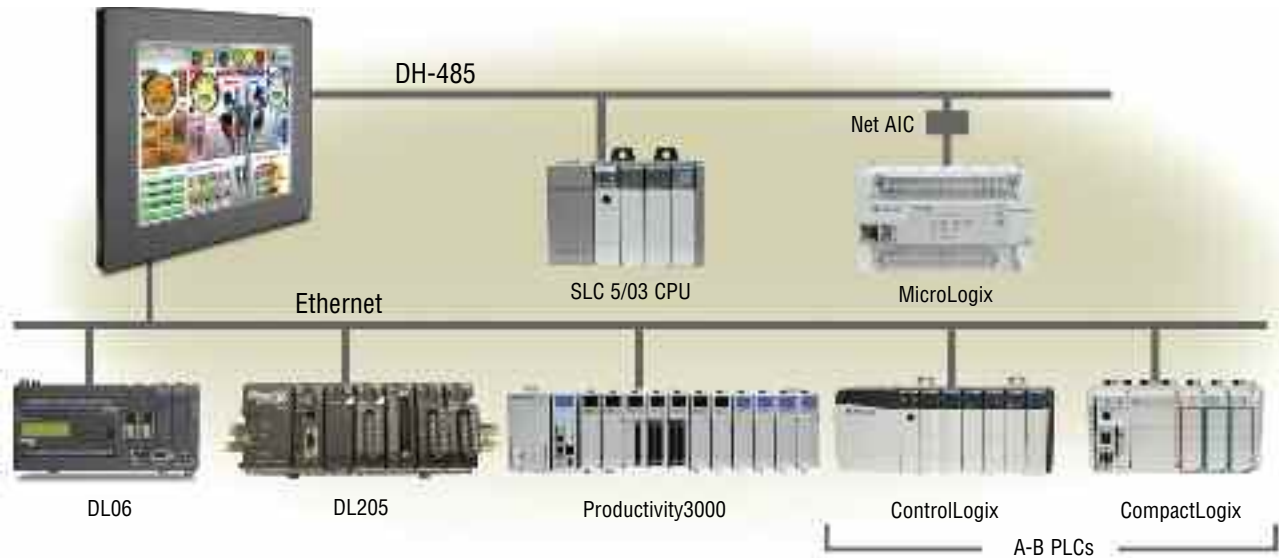 DH-485
Net AIC
SLC 5/03 CPU
MicroLogix
Ethernet
DL06
DL205
Productivity3000
ControlLogix
CompactLogix
A-B PLCs